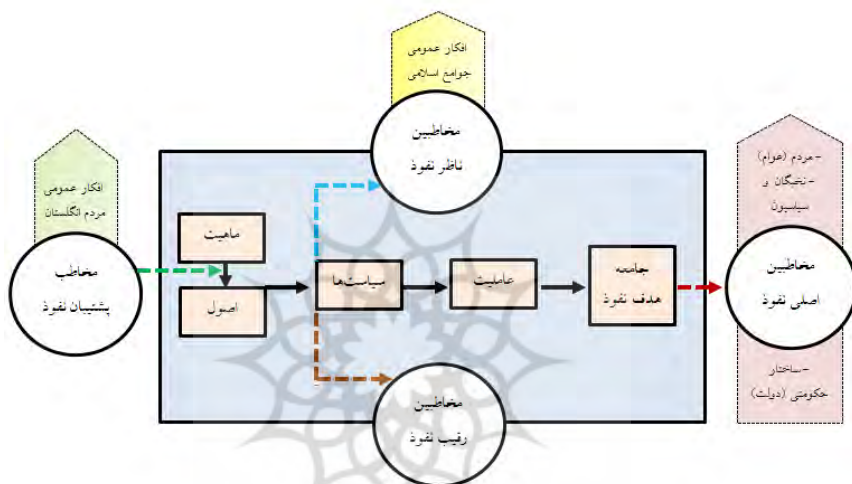 افکار عمومی
جوامع اسلامی
مخاطبین
ناظر نفوذ
-مردم (عوام)
-نخبگان و
سیاسیون
مخاطبین
اصلی نفوذ
-ساختار
حکومتی (دولت)
افکار عمومی
مردم انگلستان
مخاطب
پشتیبان نفوذ
ماهیت
اصول
سیاست‌ها
عاملیت
جامعه
هدف نفوذ
مخاطبین
رقیب نفوذ